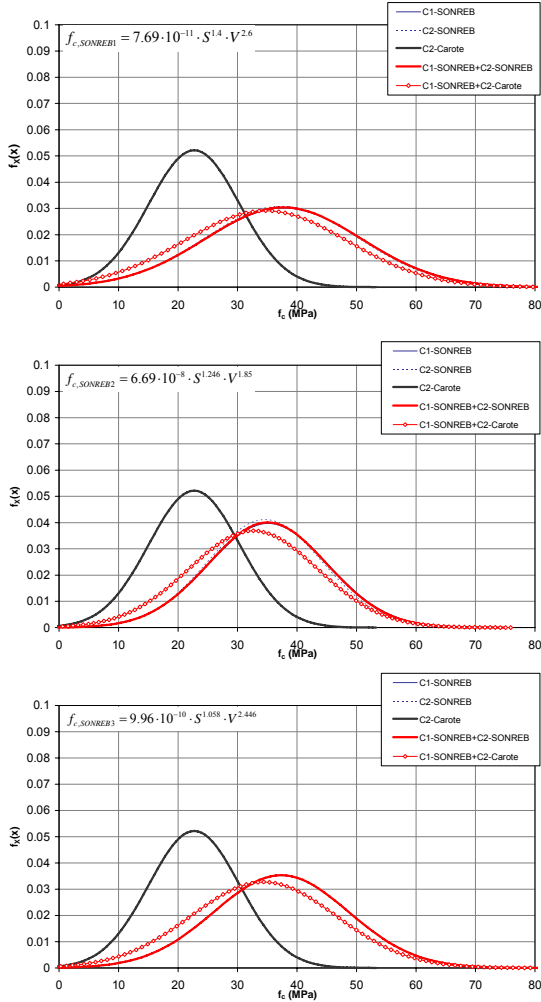 C1-SONREB
C2-SONREB
C2-Carote
C1-SONREB+C2-SONREB
C1-SONREB+C2-Carote
f_{c,SONREB1} = 7.69·10^{-11}·S^{1.4}·V^{2.6}
0.1
0.09
0.08
0.07
0.06
0.05
0.04
0.03
0.02
0.01
0
f_X(x)
0 10 20 30 40 50 60 70 80
f_c (MPa)
C1-SONREB
C2-SONREB
C2-Carote
C1-SONREB+C2-SONREB
C1-SONREB+C2-Carote
f_{c,SONREB2} = 6.69·10^{-8}·S^{1.246}·V^{1.85}
0.1
0.09
0.08
0.07
0.06
0.05
0.04
0.03
0.02
0.01
0
f_X(x)
0 10 20 30 40 50 60 70 80
f_c (MPa)
C1-SONREB
C2-SONREB
C2-Carote
C1-SONREB+C2-SONREB
C1-SONREB+C2-Carote
f_{c,SONREB3} = 9.96·10^{-10}·S^{1.058}·V^{2.446}
0.1
0.09
0.08
0.07
0.06
0.05
0.04
0.03
0.02
0.01
0
f_X(x)
0 10 20 30 40 50 60 70 80
f_c (MPa)